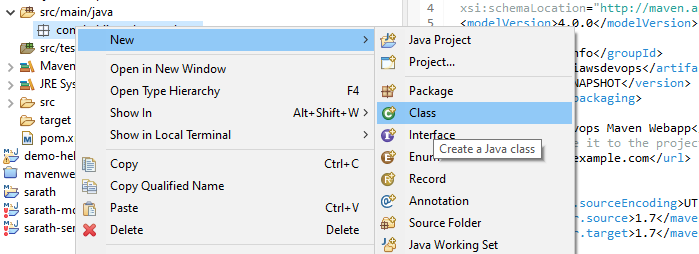 src/main/java
com.
src/tes
Maven
JRE Sys
src
target
pom.x
demo-hel
mavenwe
sarath
sarath-mo
sarath-ser
New
Open in New Window
Open Type Hierarchy F4
Show In Alt+Shift+W
Show in Local Terminal
Copy Ctrl+C
Copy Qualified Name
Paste Ctrl+V
Delete Delete
Java Project
Project...
Package
Class
Interface
Create a Java class
Enum
Record
Annotation
Source Folder
Java Working Set
4 xsi:schemaLocation="http://maven.a
5 <modelVersion>4.0.0</modelVersion>
nfo</groupId>
iawsdevops</artifa
NAPSHOT</version>
packaging>
vops Maven Webapp<
e it to the projec
example.com</url>
.sourceEncoding>UT
r.source>1.7</mave
r.target>1.7</mave